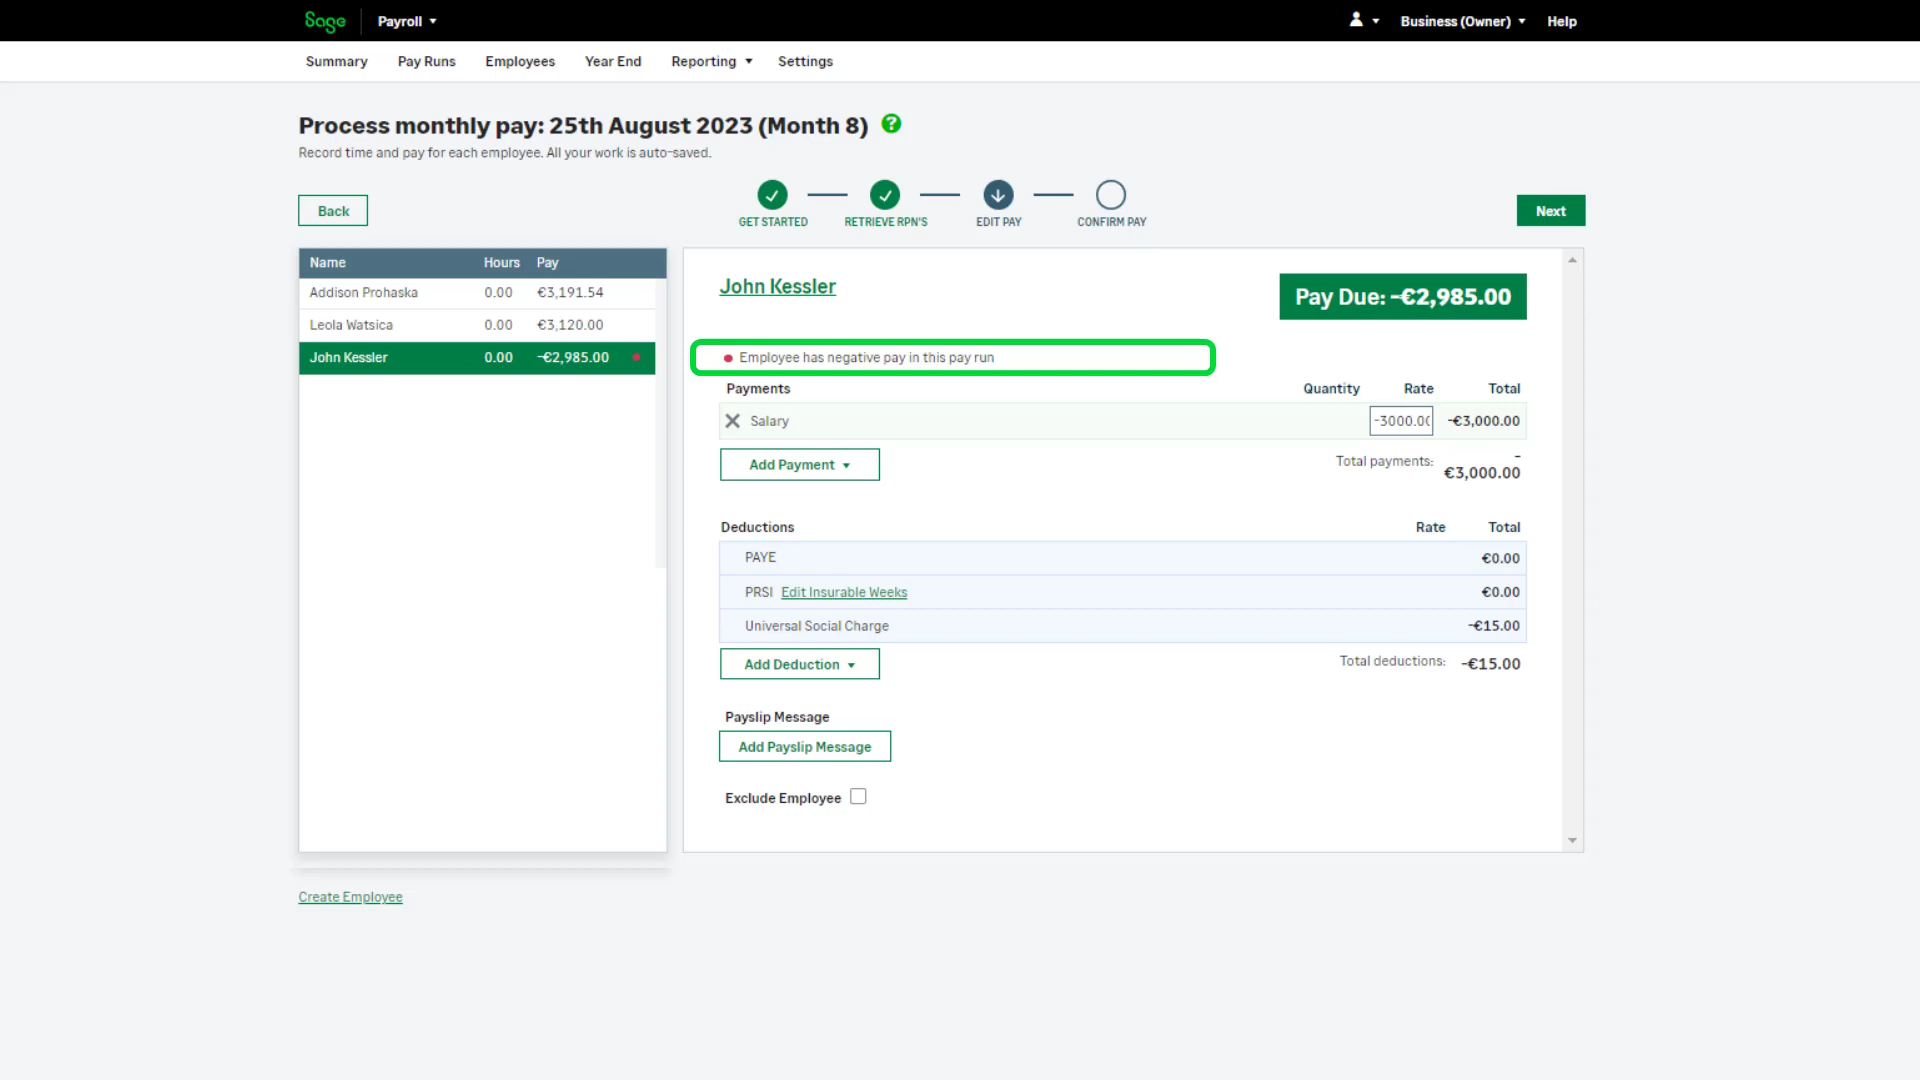 Sage
Payroll
Business (Owner)
Help
Summary
Pay Runs
Employees
Year End
Reporting
Settings
Process monthly pay: 25th August 2023 (Month 8)
?
Record time and pay for each employee. All your work is auto-saved.
Back
GET STARTED
RETRIEVE RPN'S
EDIT PAY
CONFIRM PAY
Next
Name Hours Pay
Addison Prohaska 0.00 €3,191.54
Leola Watsica 0.00 €3,120.00
John Kessler 0.00 -€2,985.00
John Kessler
Pay Due: -€2,985.00
Employee has negative pay in this pay run
Payments Quantity Rate Total
Salary -3000.00 -€3,000.00
Add Payment
Total payments: -
€3,000.00
Deductions Rate Total
PAYE €0.00
PRSI Edit Insurable Weeks €0.00
Universal Social Charge -€15.00
Add Deduction
Total deductions: -€15.00
Payslip Message
Add Payslip Message
Exclude Employee
Create Employee